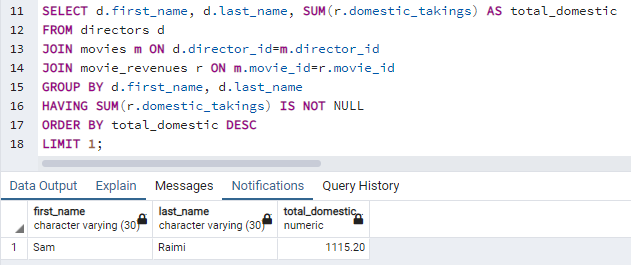 11 SELECT d.first_name, d.last_name, SUM(r.domestic_takings) AS total_domestic
12 FROM directors d
13 JOIN movies m ON d.director_id=m.director_id
14 JOIN movie_revenues r ON m.movie_id=r.movie_id
15 GROUP BY d.first_name, d.last_name
16 HAVING SUM(r.domestic_takings) IS NOT NULL
17 ORDER BY total_domestic DESC
18 LIMIT 1;
Data Output Explain Messages Notifications Query History
first_name last_name total_domestic
character varying (30) character varying (30) numeric
1 Sam Raimi 1115.20